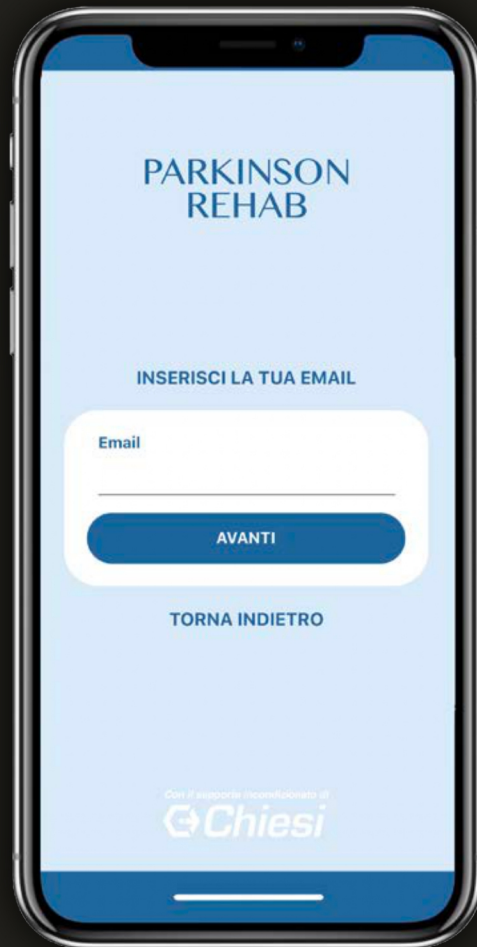 PARKINSON
REHAB
INSERISCI LA TUA EMAIL
Email
AVANTI
TORNA INDIETRO
Con il supporto incondizionato di
Chiesi